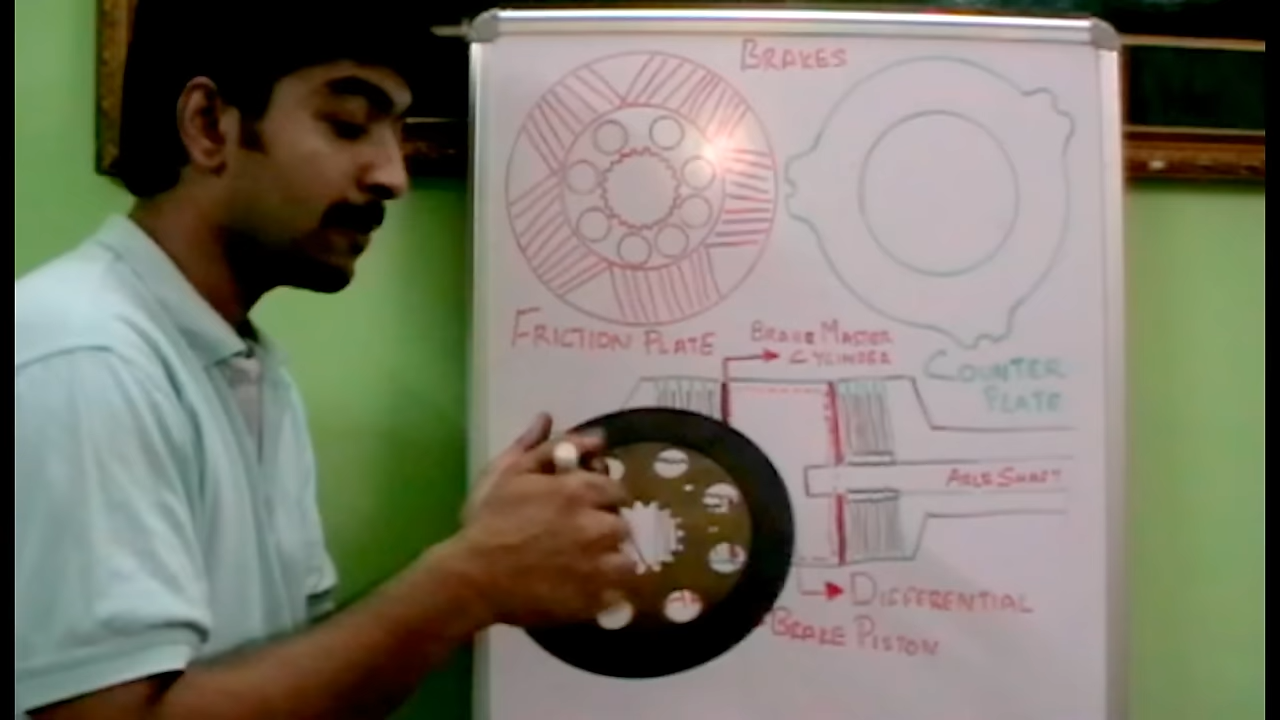 BRAKES
FRICTION PLATE
BRAKE MASTER
CYLINDER
COUNTER
PLATE
AXLE SHAFT
DIFFERENTIAL
BRAKE PISTON